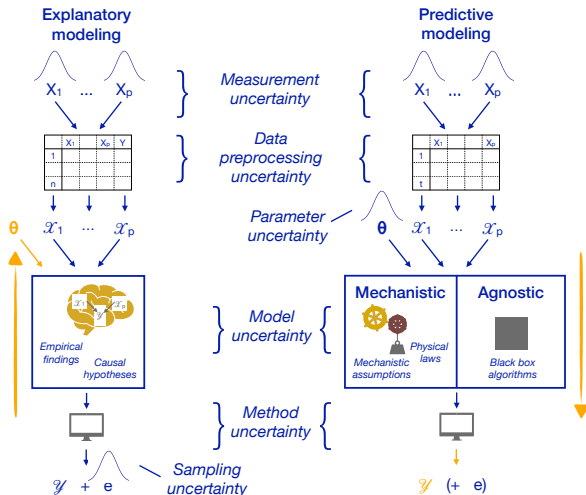 Explanatory
modeling
Predictive
modeling
X1 ... Xp
Measurement
uncertainty
X1 ... Xp
X1 Xp Y
1
n
Data
preprocessing
uncertainty
X1 Xp
1
t
Parameter
uncertainty
θ 𝒳1 ... 𝒳p
θ 𝒳1 ... 𝒳p
𝒳1 𝒳p
𝒴
Empirical
findings
Causal
hypotheses
Model
uncertainty
Mechanistic
Agnostic
Physical
laws
Mechanistic
assumptions
Black box
algorithms
Method
uncertainty
𝒴 + e
Sampling
uncertainty
𝒴 (+ e)